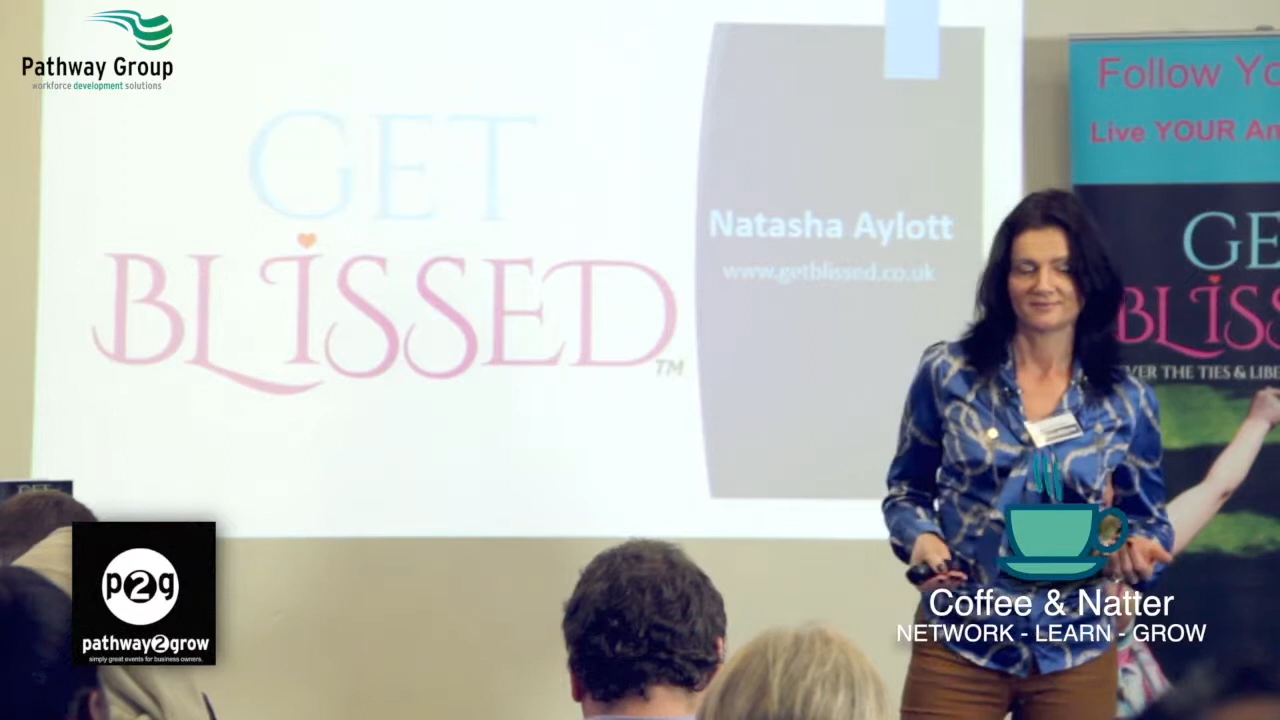 Pathway Group
workforce development solutions
GET
BLISSED
TM
Natasha Aylott
www.getblissed.co.uk
Follow Yo
Live YOUR Am
GE
BLISS
VER THE TIES & LIBE
p2g
pathway2grow
simply great events for business owners.
Coffee & Natter
NETWORK - LEARN - GROW